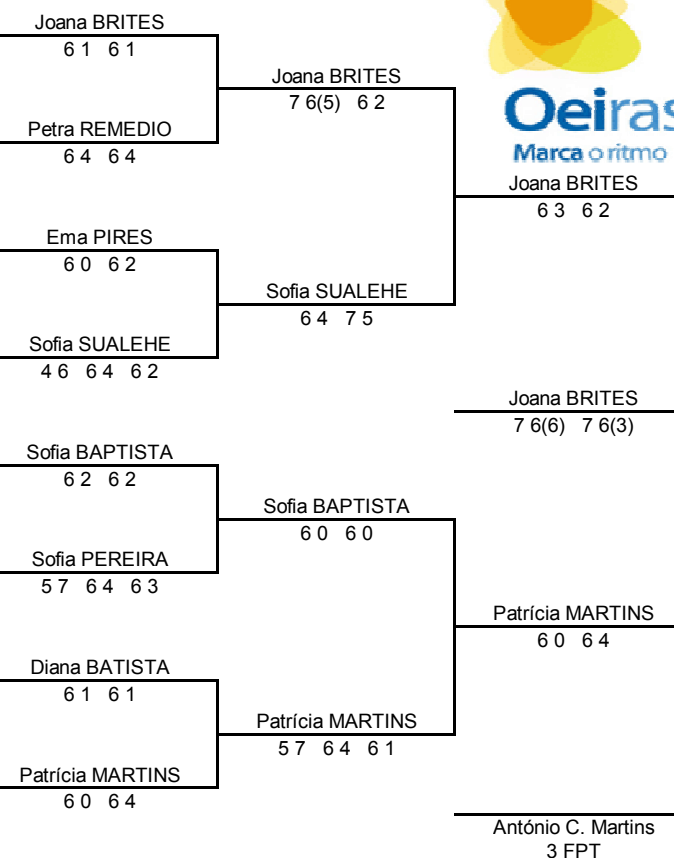 Joana BRITES
6 1 6 1
Joana BRITES
7 6(5) 6 2
Petra REMEDIO
6 4 6 4
Oeiras
Marca o ritmo
Joana BRITES
6 3 6 2
Ema PIRES
6 0 6 2
Sofia SUALEHE
6 4 7 5
Sofia SUALEHE
4 6 6 4 6 2
Joana BRITES
7 6(6) 7 6(3)
Sofia BAPTISTA
6 2 6 2
Sofia BAPTISTA
6 0 6 0
Sofia PEREIRA
5 7 6 4 6 3
Patrícia MARTINS
6 0 6 4
Diana BATISTA
6 1 6 1
Patrícia MARTINS
5 7 6 4 6 1
Patrícia MARTINS
6 0 6 4
António C. Martins
3 FPT